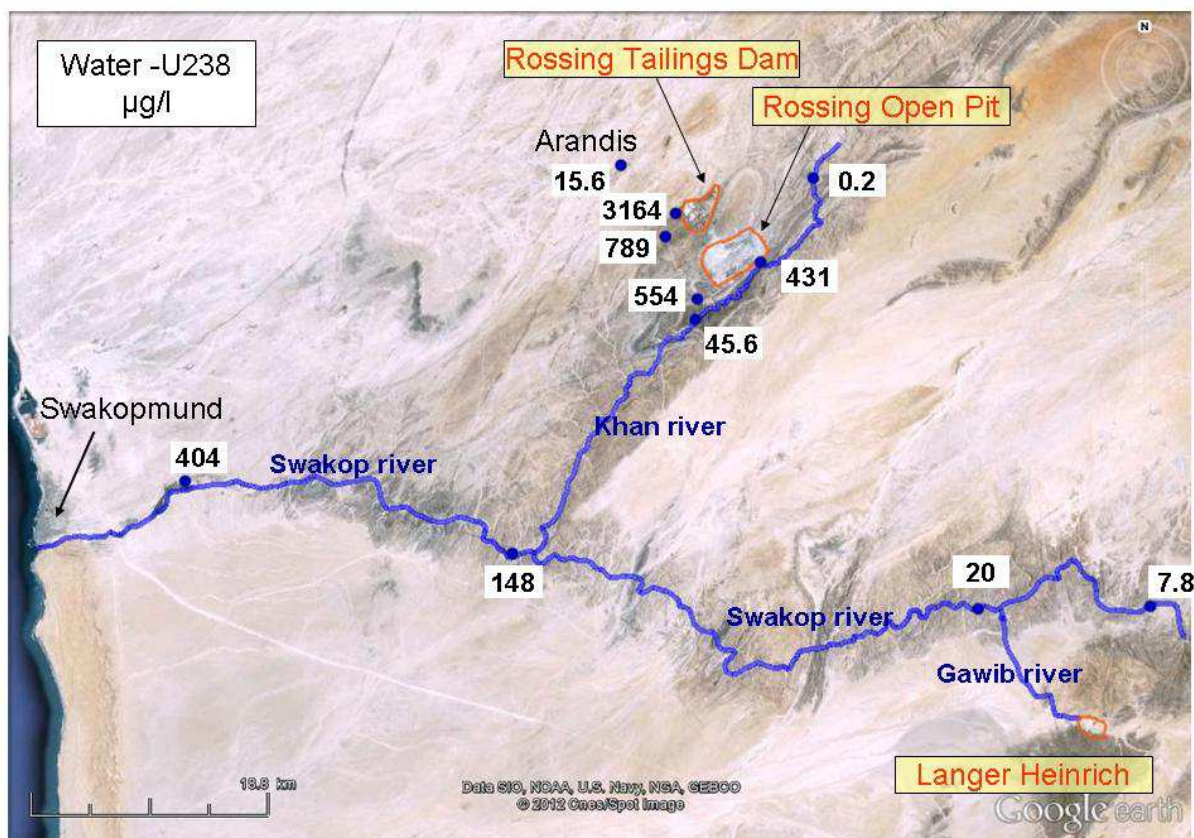 Water -U238
µg/l
Rossing Tailings Dam
N
Rossing Open Pit
Arandis
15.6
0.2
3164
789
431
554
45.6
Swakopmund
Khan river
404
Swakop river
148
20
7.8
Swakop river
Gawib river
Langer Heinrich
18.8 km
Data SIO, NOAA, U.S. Navy, NGA, GEBCO
© 2012 Cnes/Spot Image
Google earth